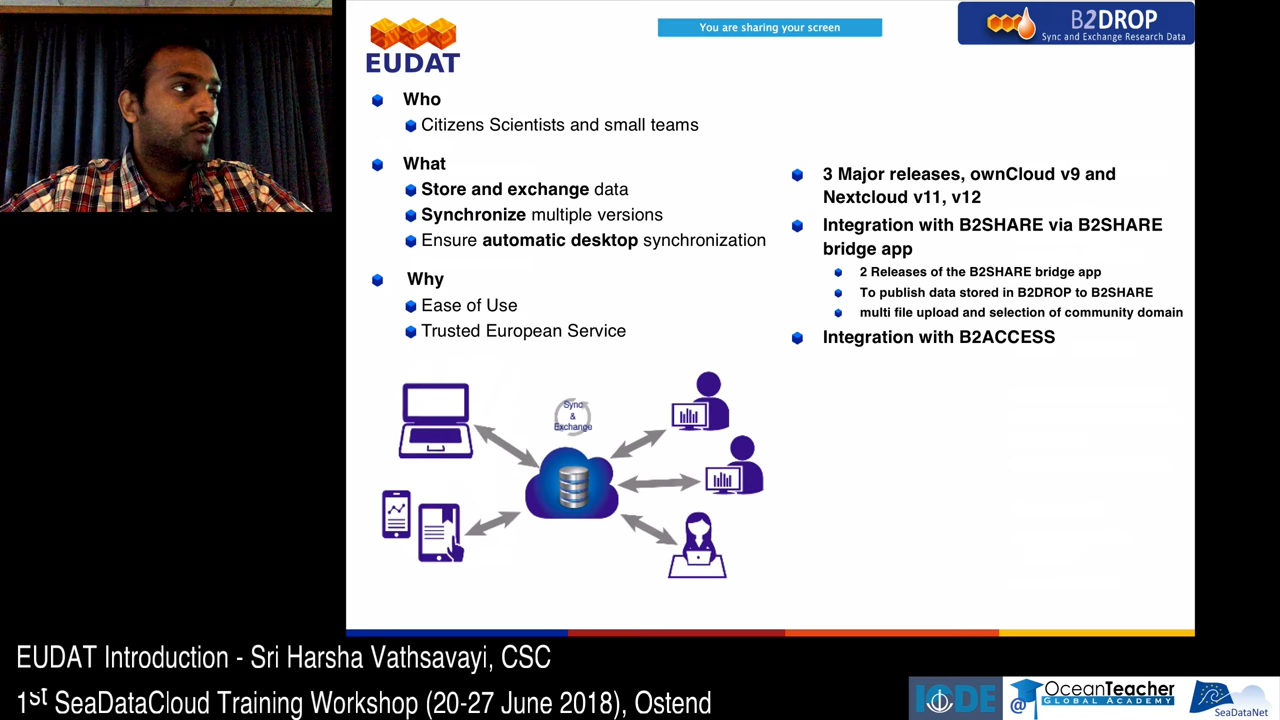 You are sharing your screen
EUDAT
B2DROP
Sync and Exchange Research Data
Who
Citizens Scientists and small teams
What
Store and exchange data
Synchronize multiple versions
Ensure automatic desktop synchronization
Why
Ease of Use
Trusted European Service
3 Major releases, ownCloud v9 and
Nextcloud v11, v12
Integration with B2SHARE via B2SHARE
bridge app
2 Releases of the B2SHARE bridge app
To publish data stored in B2DROP to B2SHARE
multi file upload and selection of community domain
Integration with B2ACCESS
Sync
&
Exchange
EUDAT Introduction - Sri Harsha Vathsavayi, CSC
1st SeaDataCloud Training Workshop (20-27 June 2018), Ostend
IODE
@
OceanTeacher
GLOBAL ACADEMY
SeaDataNet